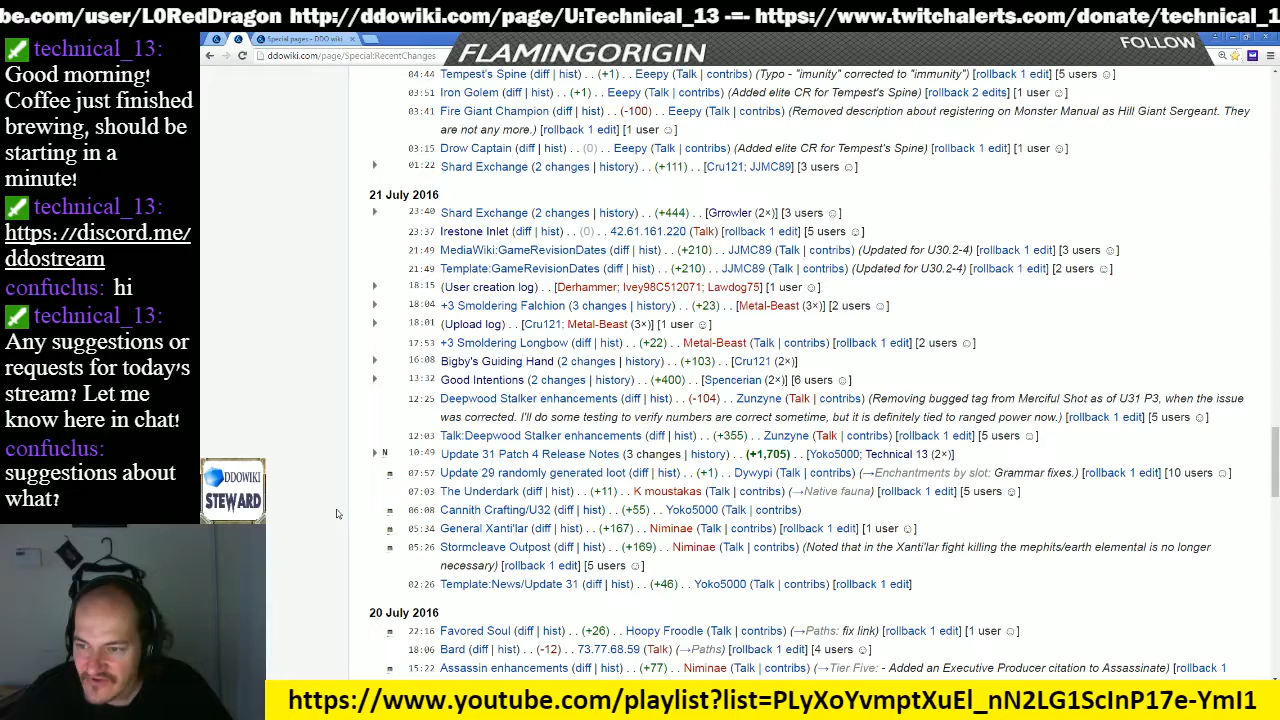 be.com/user/L0RedDragon http://ddowiki.com/page/U:Technical_13 -=- https://www.twitchalerts.com/donate/technical_1
technical_13:
Good morning!
Coffee just finished
brewing, should be
starting in a
minute!
technical_13:
https://discord.me/
ddostream
confuclus: hi
technical_13:
Any suggestions or
requests for today's
stream? Let me
know here in chat!
confuclus:
suggestions about
what?
DDOWIKI
STEWARD
Special pages - DDO wiki
FLAMINGORIGIN
FOLLOW
ddowiki.com/page/Special:RecentChanges
04:44 Tempest's Spine (diff | hist) . . (+1) . . Eeepy (Talk | contribs) (Typo - "imunity" corrected to "immunity") [rollback 1 edit] [5 users ☺]
03:51 Iron Golem (diff | hist) . . (+1) . . Eeepy (Talk | contribs) (Added elite CR for Tempest's Spine) [rollback 2 edits] [1 user ☺]
03:41 Fire Giant Champion (diff | hist) . . (-100) . . Eeepy (Talk | contribs) (Removed description about registering on Monster Manual as Hill Giant Sergeant. They
are not any more.) [rollback 1 edit] [1 user ☺]
03:15 Drow Captain (diff | hist) . . (0) . . Eeepy (Talk | contribs) (Added elite CR for Tempest's Spine) [rollback 1 edit] [1 user ☺]
01:22 Shard Exchange (2 changes | history) . . (+111) . . [Cru121; JJMC89] [3 users ☺]
21 July 2016
23:40 Shard Exchange (2 changes | history) . . (+444) . . [Grrowler (2×)] [3 users ☺]
23:37 Irestone Inlet (diff | hist) . . (0) . . 42.61.161.220 (Talk) [rollback 1 edit] [5 users ☺]
21:49 MediaWiki:GameRevisionDates (diff | hist) . . (+210) . . JJMC89 (Talk | contribs) (Updated for U30.2-4) [rollback 1 edit] [3 users ☺]
21:49 Template:GameRevisionDates (diff | hist) . . (+210) . . JJMC89 (Talk | contribs) (Updated for U30.2-4) [rollback 1 edit] [2 users ☺]
18:15 (User creation log) . . [Derhammer; Ivey98C512071; Lawdog75] [1 user ☺]
18:04 +3 Smoldering Falchion (3 changes | history) . . (+23) . . [Metal-Beast (3×)] [2 users ☺]
18:01 (Upload log) . . [Cru121; Metal-Beast (3×)] [1 user ☺]
17:53 +3 Smoldering Longbow (diff | hist) . . (+22) . . Metal-Beast (Talk | contribs) [rollback 1 edit] [2 users ☺]
16:08 Bigby's Guiding Hand (2 changes | history) . . (+103) . . [Cru121 (2×)]
13:32 Good Intentions (2 changes | history) . . (+400) . . [Spencerian (2×)] [6 users ☺]
12:25 Deepwood Stalker enhancements (diff | hist) . . (-104) . . Zunzyne (Talk | contribs) (Removing bugged tag from Merciful Shot as of U31 P3, when the issue
was corrected. I'll do some testing to verify numbers are correct sometime, but it is definitely tied to ranged power now.) [rollback 1 edit] [5 users ☺]
12:03 Talk:Deepwood Stalker enhancements (diff | hist) . . (+355) . . Zunzyne (Talk | contribs) [rollback 1 edit] [5 users ☺]
N 10:49 Update 31 Patch 4 Release Notes (3 changes | history) . . (+1,705) . . [Yoko5000; Technical 13 (2×)]
m 07:57 Update 29 randomly generated loot (diff | hist) . . (+1) . . Dywypi (Talk | contribs) (→Enchantments by slot: Grammar fixes.) [rollback 1 edit] [10 users ☺]
m 07:03 The Underdark (diff | hist) . . (+11) . . K moustakas (Talk | contribs) (→Native fauna) [rollback 1 edit] [5 users ☺]
m 06:08 Cannith Crafting/U32 (diff | hist) . . (+55) . . Yoko5000 (Talk | contribs)
m 05:34 General Xanti'lar (diff | hist) . . (+167) . . Niminae (Talk | contribs) [rollback 1 edit] [1 user ☺]
m 05:26 Stormcleave Outpost (diff | hist) . . (+169) . . Niminae (Talk | contribs) (Noted that in the Xanti'lar fight killing the mephits/earth elemental is no longer
necessary) [rollback 1 edit] [5 users ☺]
m 02:26 Template:News/Update 31 (diff | hist) . . (+46) . . Yoko5000 (Talk | contribs) [rollback 1 edit]
20 July 2016
m 22:16 Favored Soul (diff | hist) . . (+26) . . Hoopy Froodle (Talk | contribs) (→Paths: fix link) [rollback 1 edit] [1 user ☺]
m 18:06 Bard (diff | hist) . . (-12) . . 73.77.68.59 (Talk) (→Paths) [rollback 1 edit] [4 users ☺]
m 15:22 Assassin enhancements (diff | hist) . . (+77) . . Niminae (Talk | contribs) (→Tier Five: - Added an Executive Producer citation to Assassinate) [rollback 1
https://www.youtube.com/playlist?list=PLyXoYvmptXuEl_nN2LG1ScInP17e-YmI1